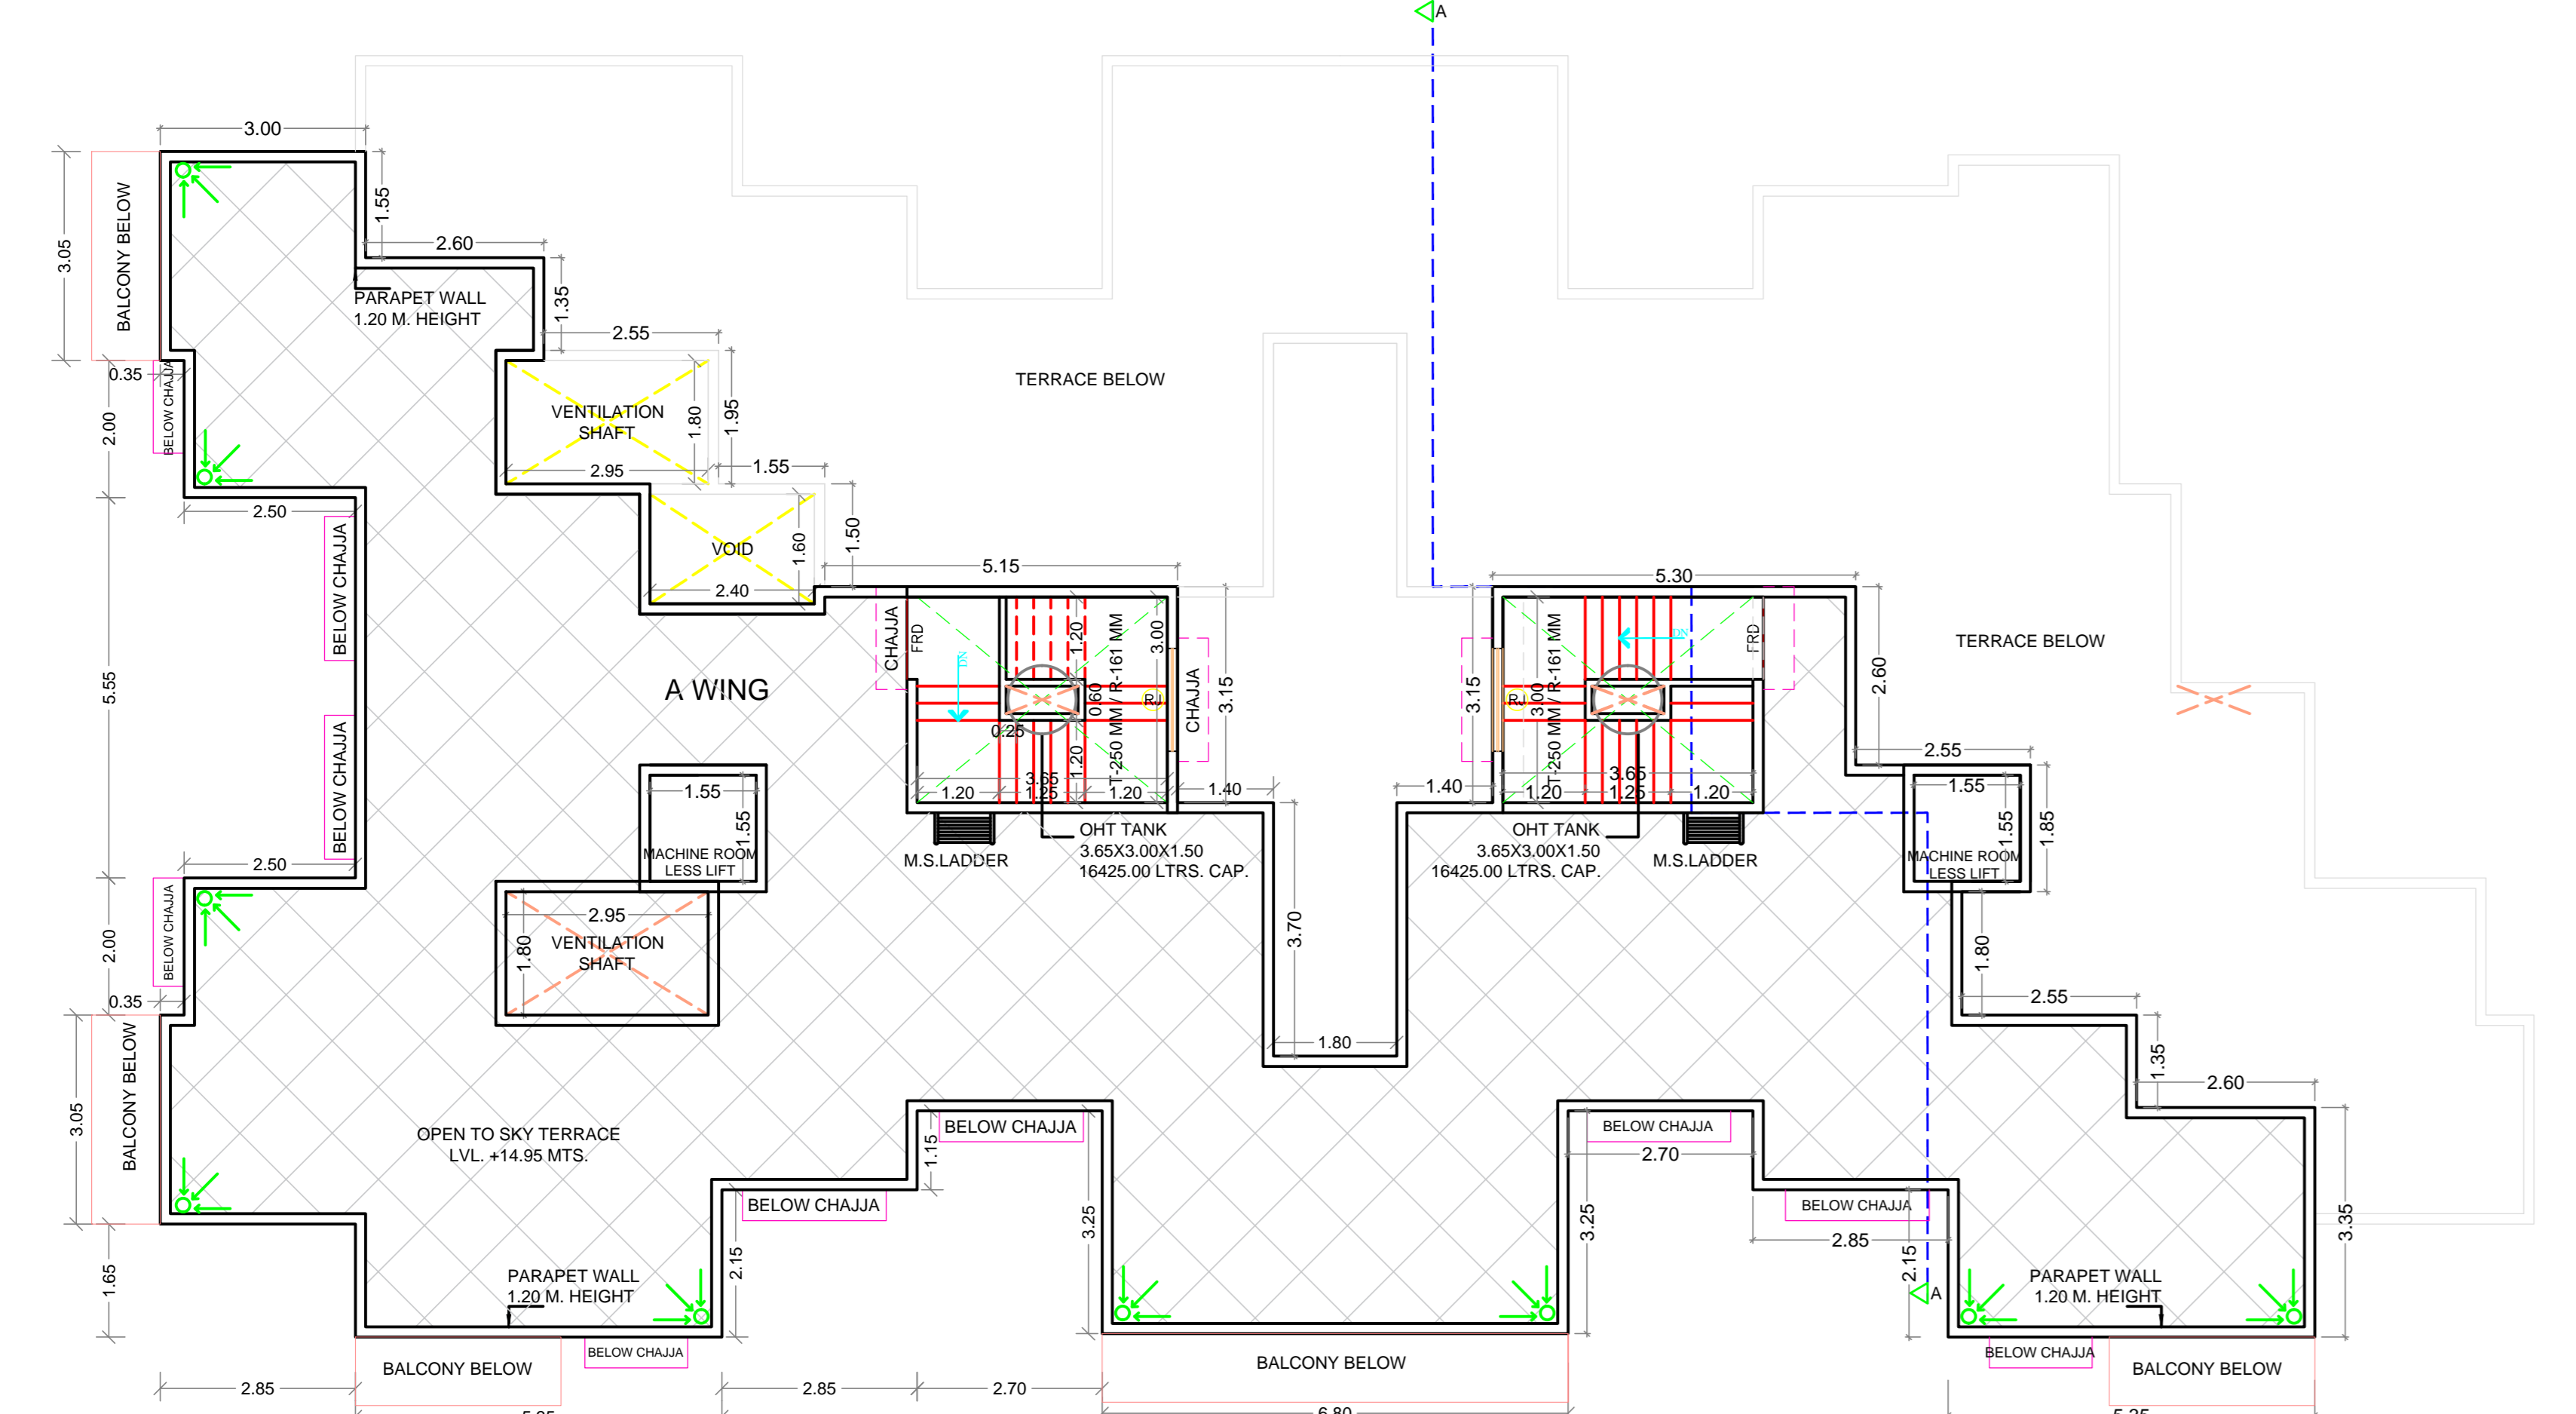 A
3.00
1.55
3.05
BALCONY BELOW
2.60
PARAPET WALL
1.20 M. HEIGHT
1.35
2.55
0.35
BELOW CHAJJA
2.00
VENTILATION
SHAFT
1.80
1.95
2.95
1.55
TERRACE BELOW
2.50
VOID
1.60
1.50
2.40
5.15
5.30
BELOW CHAJJA
5.55
A WING
CHAJJA
FRD
DN
1.20
3.00
T-250 MM / R-161 MM
0.60
0.25
1.20
3.65
1.20
1.25
1.20
CHAJJA
3.15
3.15
3.00
T-250 MM / R-161 MM
DN
FRD
3.65
1.20
1.25
1.20
2.60
TERRACE BELOW
2.55
BELOW CHAJJA
1.55
1.55
MACHINE ROOM
LESS LIFT
1.40
1.40
M.S.LADDER
OHT TANK
3.65X3.00X1.50
16425.00 LTRS. CAP.
OHT TANK
3.65X3.00X1.50
16425.00 LTRS. CAP.
M.S.LADDER
1.55
1.55
1.85
MACHINE ROOM
LESS LIFT
2.50
BELOW CHAJJA
2.00
0.35
2.95
1.80
VENTILATION
SHAFT
3.70
1.80
1.80
2.55
1.35
2.60
BALCONY BELOW
3.05
OPEN TO SKY TERRACE
LVL. +14.95 MTS.
BELOW CHAJJA
1.15
BELOW CHAJJA
3.25
2.15
BELOW CHAJJA
2.70
3.25
BELOW CHAJJA
2.85
2.15
A
3.35
1.65
PARAPET WALL
1.20 M. HEIGHT
PARAPET WALL
1.20 M. HEIGHT
BALCONY BELOW
BELOW CHAJJA
BALCONY BELOW
BELOW CHAJJA
BALCONY BELOW
2.85
2.85
2.70
6.80